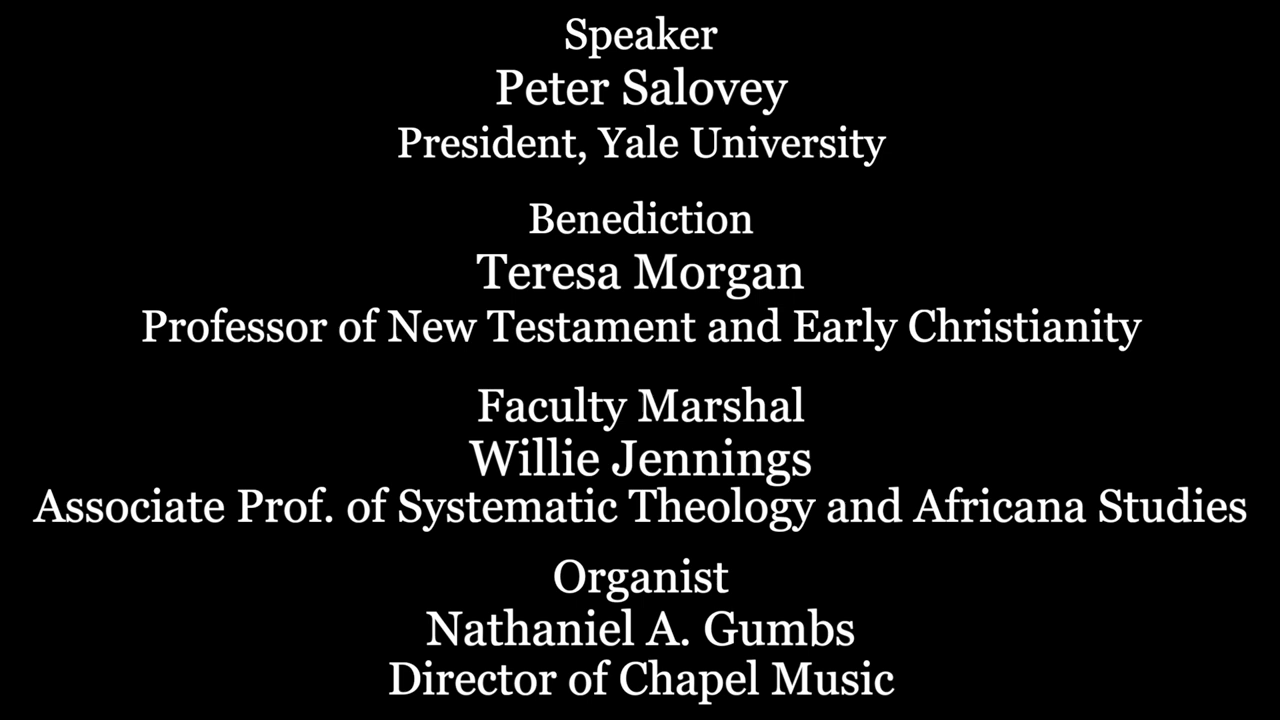 Speaker
Peter Salovey
President, Yale University
Benediction
Teresa Morgan
Professor of New Testament and Early Christianity
Faculty Marshal
Willie Jennings
Associate Prof. of Systematic Theology and Africana Studies
Organist
Nathaniel A. Gumbs
Director of Chapel Music